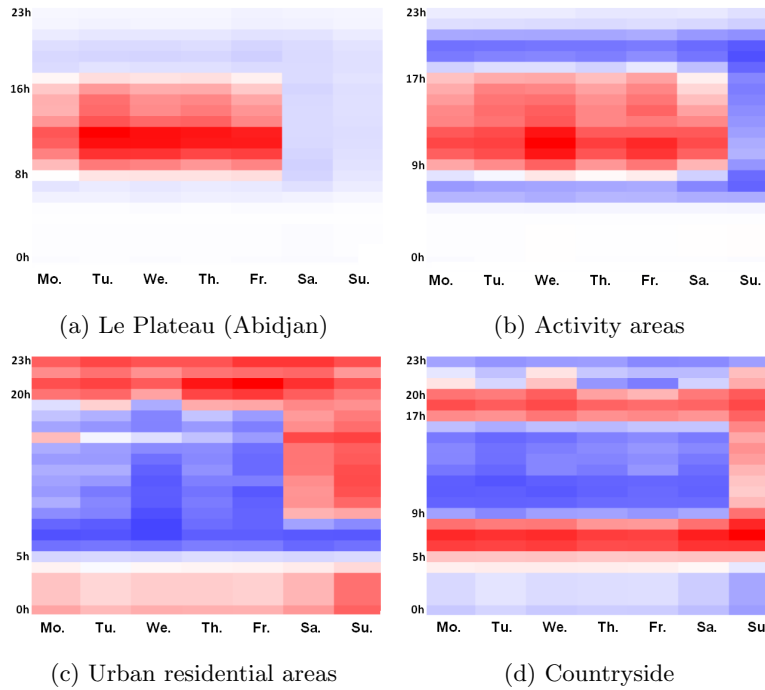 23h
16h
8h
0h
Mo. Tu. We. Th. Fr. Sa. Su.
(a) Le Plateau (Abidjan)
23h
17h
9h
0h
Mo. Tu. We. Th. Fr. Sa. Su.
(b) Activity areas
23h
20h
5h
0h
Mo. Tu. We. Th. Fr. Sa. Su.
(c) Urban residential areas
23h
20h
17h
9h
5h
0h
Mo. Tu. We. Th. Fr. Sa. Su
(d) Countryside